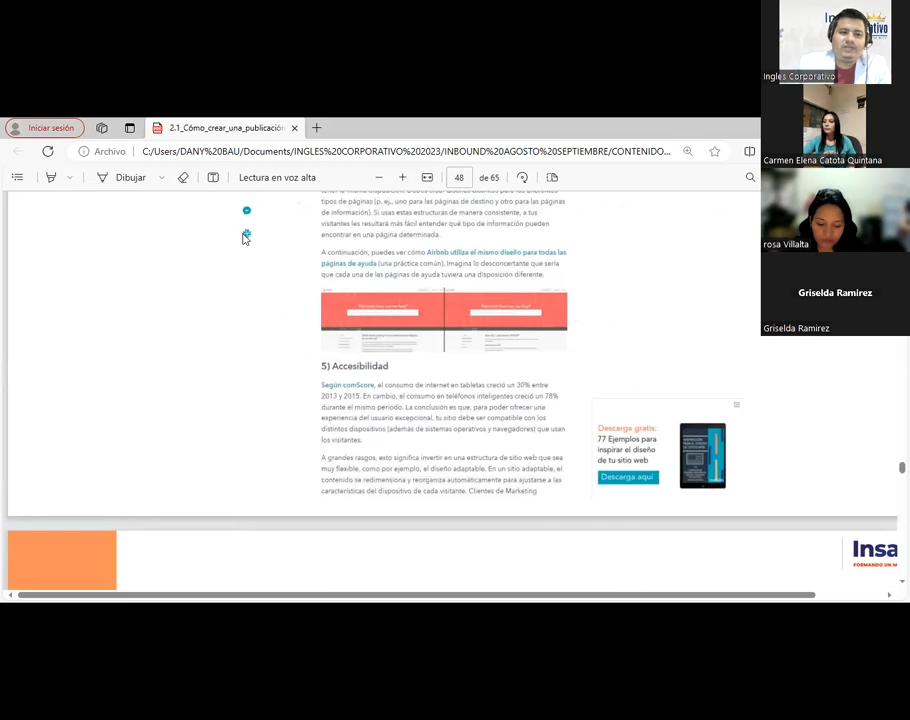 Iniciar sesión
2.1_Cómo_crear_una_publicación
Archivo
C:/Users/DANY%20BAU/Documents/INGLES%20CORPORATIVO%202023/INBOUND%20AGOSTO%20SEPTIEMBRE/CONTENIDO...
Dibujar
Lectura en voz alta
48
de 65
tipos de páginas (p. ej., uno para las páginas de destino y otro para las páginas
de información). Si usas estas estructuras de manera consistente, a tus
visitantes les resultará más fácil entender qué tipo de información pueden
encontrar en una página determinada.
A continuación, puedes ver cómo Airbnb utiliza el mismo diseño para todas las
páginas de ayuda (una práctica común). Imagina lo desconcertante que sería
que cada una de las páginas de ayuda tuviera una disposición diferente.
5) Accesibilidad
Según comScore, el consumo de internet en tabletas creció un 30% entre
2013 y 2015. En cambio, el consumo en teléfonos inteligentes creció un 78%
durante el mismo período. La conclusión es que, para poder ofrecer una
experiencia del usuario excepcional, tu sitio debe ser compatible con los
distintos dispositivos (además de sistemas operativos y navegadores) que usan
los visitantes.
A grandes rasgos, esto significa invertir en una estructura de sitio web que sea
muy flexible, como por ejemplo, el diseño adaptable. En un sitio adaptable, el
contenido se redimensiona y reorganiza automáticamente para ajustarse a las
características del dispositivo de cada visitante. Clientes de Marketing
Descarga gratis:
77 Ejemplos para
inspirar el diseño
de tu sitio web
Descarga aquí
Insa
FORMANDO UN M
Ingles Corporativo
Carmen Elena Catota Quintana
rosa Villalta
Griselda Ramirez
Griselda Ramirez